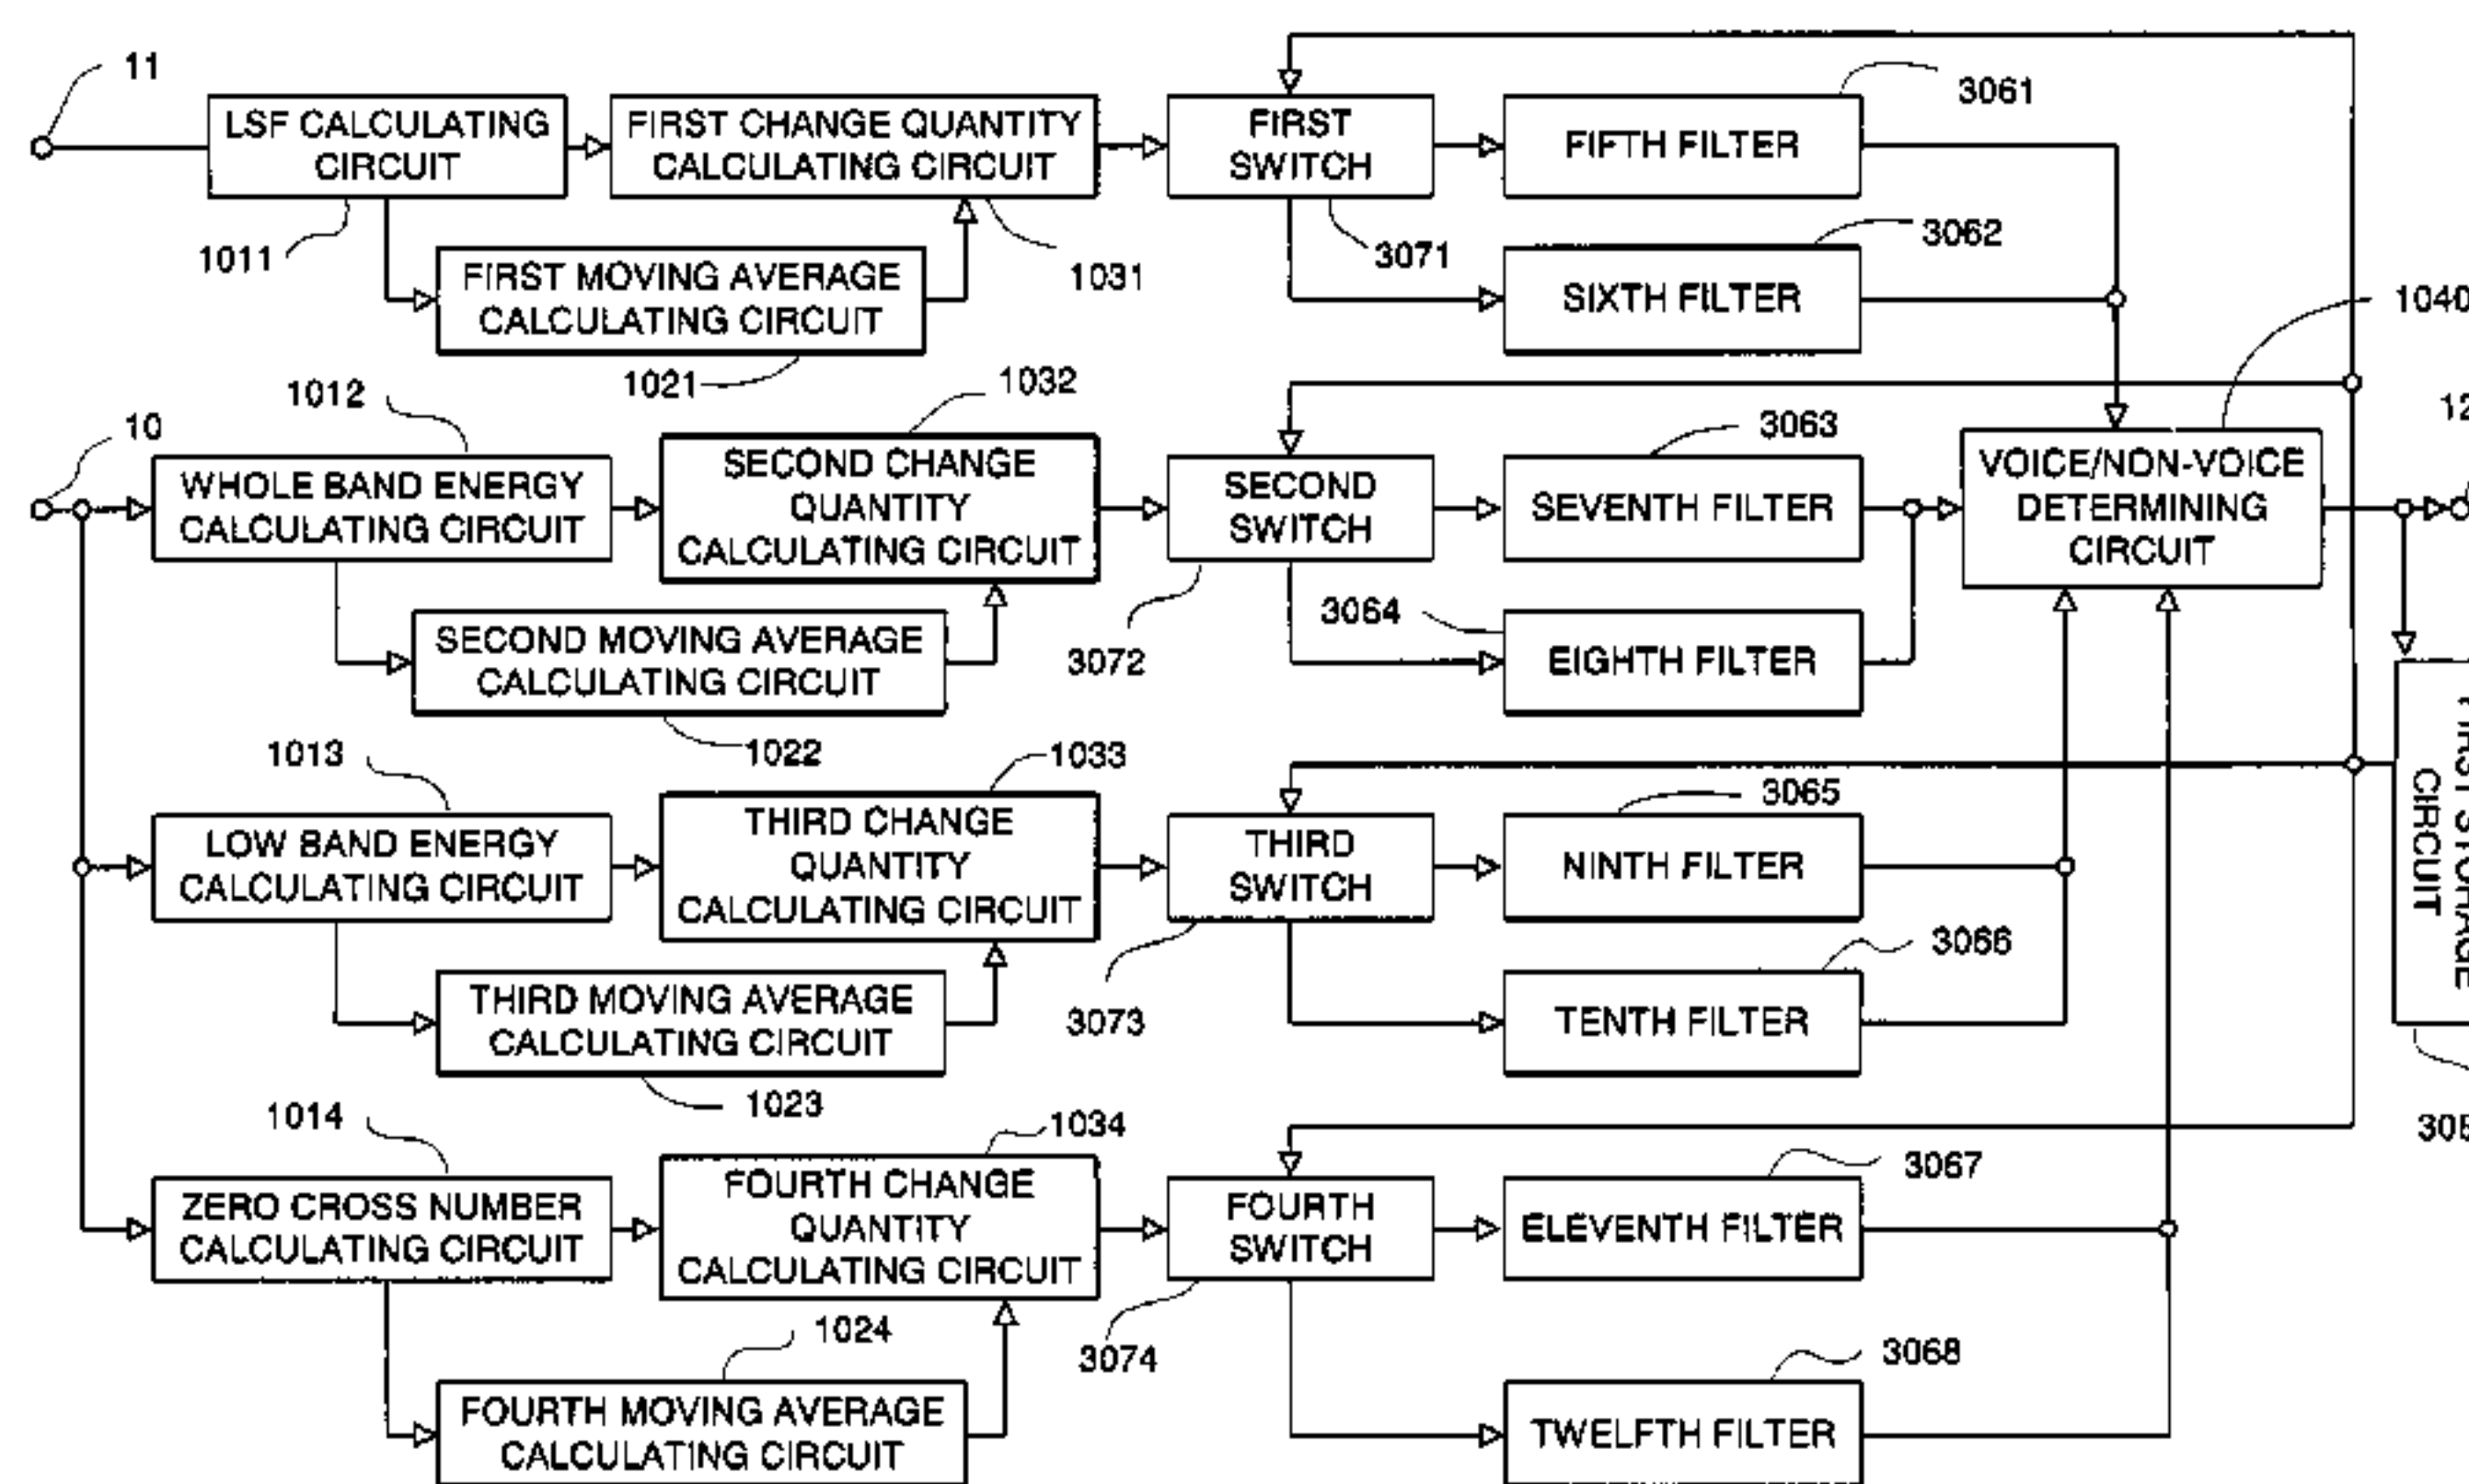 11
LSF CALCULATING
CIRCUIT
1011
FIRST CHANGE QUANTITY
CALCULATING CIRCUIT
1031
FIRST MOVING AVERAGE
CALCULATING CIRCUIT
1021
FIRST
SWITCH
3071
FIFTH FILTER
3061
SIXTH FILTER
3062
1040
12
10
1012
WHOLE BAND ENERGY
CALCULATING CIRCUIT
1032
SECOND CHANGE
QUANTITY
CALCULATING CIRCUIT
SECOND MOVING AVERAGE
CALCULATING CIRCUIT
1022
SECOND
SWITCH
3072
3063
SEVENTH FILTER
3064
EIGHTH FILTER
VOICE/NON-VOICE
DETERMINING
CIRCUIT
1013
LOW BAND ENERGY
CALCULATING CIRCUIT
1033
THIRD CHANGE
QUANTITY
CALCULATING CIRCUIT
THIRD MOVING AVERAGE
CALCULATING CIRCUIT
1023
THIRD
SWITCH
3073
3065
NINTH FILTER
3066
TENTH FILTER
FIRST STORAGE
CIRCUIT
1014
ZERO CROSS NUMBER
CALCULATING CIRCUIT
1034
FOURTH CHANGE
QUANTITY
CALCULATING CIRCUIT
1024
FOURTH MOVING AVERAGE
CALCULATING CIRCUIT
FOURTH
SWITCH
3074
3067
ELEVENTH FILTER
3068
TWELFTH FILTER